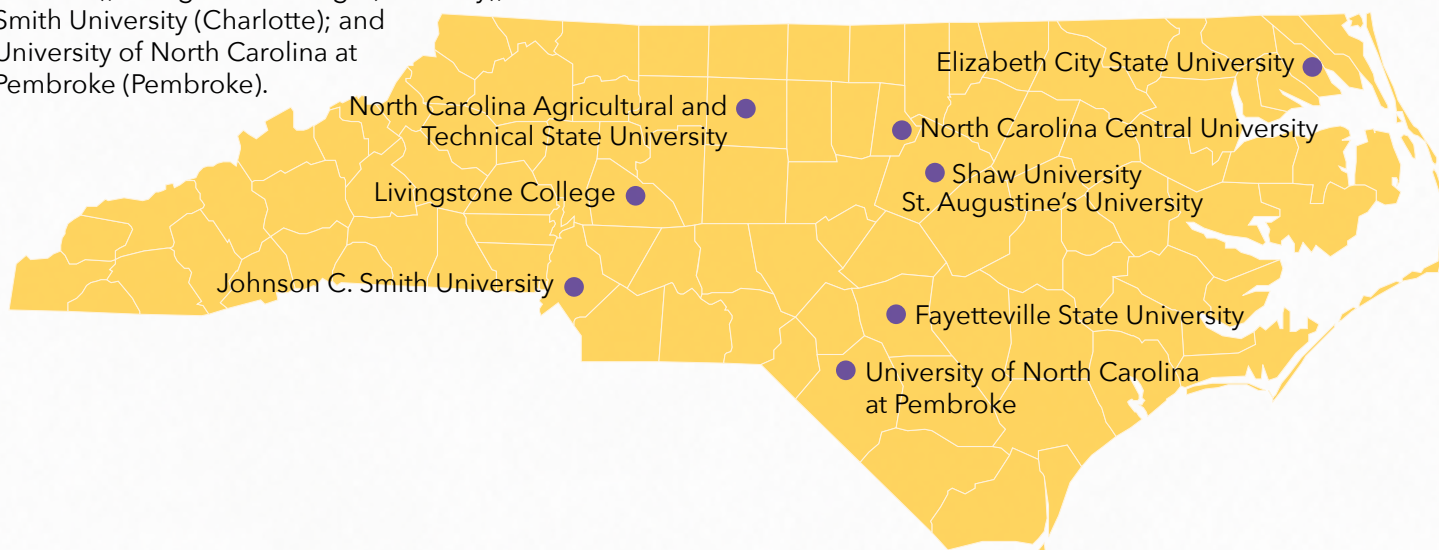 Smith University (Charlotte); and
University of North Carolina at
Pembroke (Pembroke).
Elizabeth City State University
North Carolina Agricultural and
Technical State University
North Carolina Central University
Shaw University
St. Augustine’s University
Livingstone College
Johnson C. Smith University
Fayetteville State University
University of North Carolina
at Pembroke